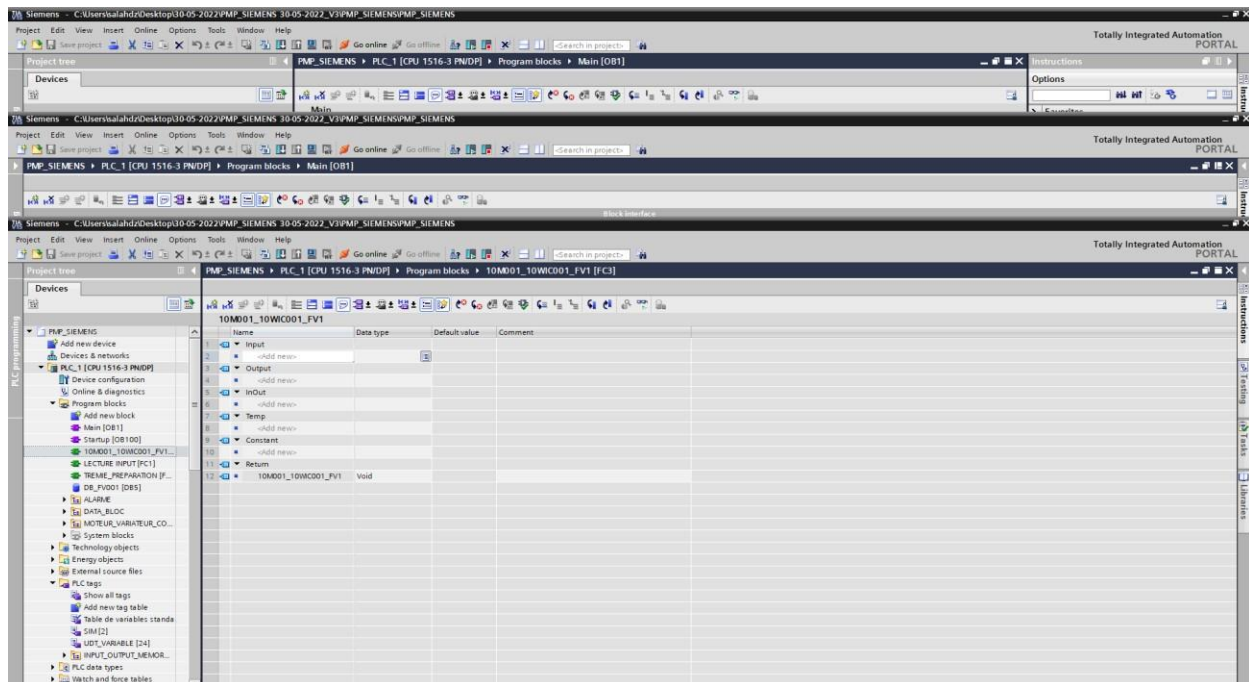 Siemens - C:\Users\salahdz\Desktop\30-05-2022\PMP_SIEMENS 30-05-2022_V3\PMP_SIEMENS\PMP_SIEMENS
Project Edit View Insert Online Options Tools Window Help
Totally Integrated Automation
PORTAL
Save project Go online Go offline <Search in project>
Project tree
PMP_SIEMENS PLC_1 [CPU 1516-3 PN/DP] Program blocks Main [OB1]
Instructions
Devices
Options
Main
Favorites
Siemens - C:\Users\salahdz\Desktop\30-05-2022\PMP_SIEMENS 30-05-2022_V3\PMP_SIEMENS\PMP_SIEMENS
Project Edit View Insert Online Options Tools Window Help
Totally Integrated Automation
PORTAL
Save project Go online Go offline <Search in project>
PMP_SIEMENS PLC_1 [CPU 1516-3 PN/DP] Program blocks Main [OB1]
Block interface
Siemens - C:\Users\salahdz\Desktop\30-05-2022\PMP_SIEMENS 30-05-2022_V3\PMP_SIEMENS\PMP_SIEMENS
Project Edit View Insert Online Options Tools Window Help
Totally Integrated Automation
PORTAL
Save project Go online Go offline <Search in project>
Project tree
PMP_SIEMENS PLC_1 [CPU 1516-3 PN/DP] Program blocks 10M001_10WIC001_FV1 [FC3]
Devices
10M001_10WIC001_FV1
Name Data type Default value Comment
1 Input
2 <Add new>
3 Output
4 <Add new>
5 InOut
6 <Add new>
7 Temp
8 <Add new>
9 Constant
10 <Add new>
11 Return
12 10M001_10WIC001_FV1 Void
PMP_SIEMENS
Add new device
Devices & networks
PLC_1 [CPU 1516-3 PN/DP]
Device configuration
Online & diagnostics
Program blocks
Add new block
Main [OB1]
Startup [OB100]
10M001_10WIC001_FV1...
LECTURE INPUT [FC1]
TREMIE_PREPARATION [F...
DB_FV001 [DB5]
ALARME
DATA_BLOC
MOTEUR_VARIATEUR_CO...
System blocks
Technology objects
Energy objects
External source files
PLC tags
Show all tags
Add new tag table
Table de variables standa
SIM [2]
UDT_VARIABLE [24]
INPUT_OUTPUT_MEMOR...
PLC data types
Watch and force tables
PLC programming
Instructions
Testing
Tasks
Libraries